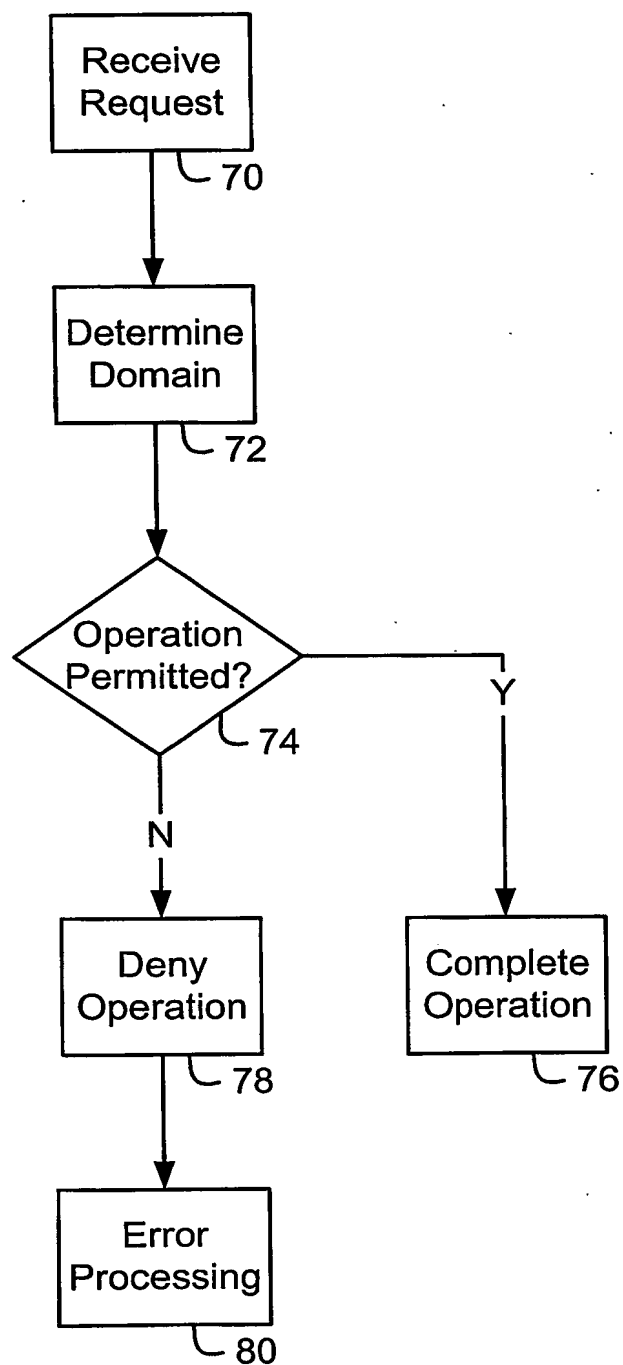 Receive
Request
70
Determine
Domain
72
Operation
Permitted?
74
Y
N
Deny
Operation
78
Complete
Operation
76
Error
Processing
80